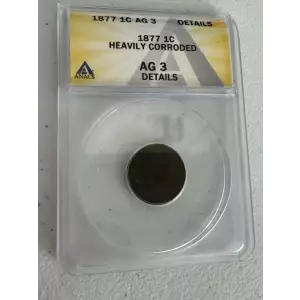 1877 1C AG 3 DETAILS
1877 1C
HEAVILY CORRODED
AG 3
DETAILS
ANACS